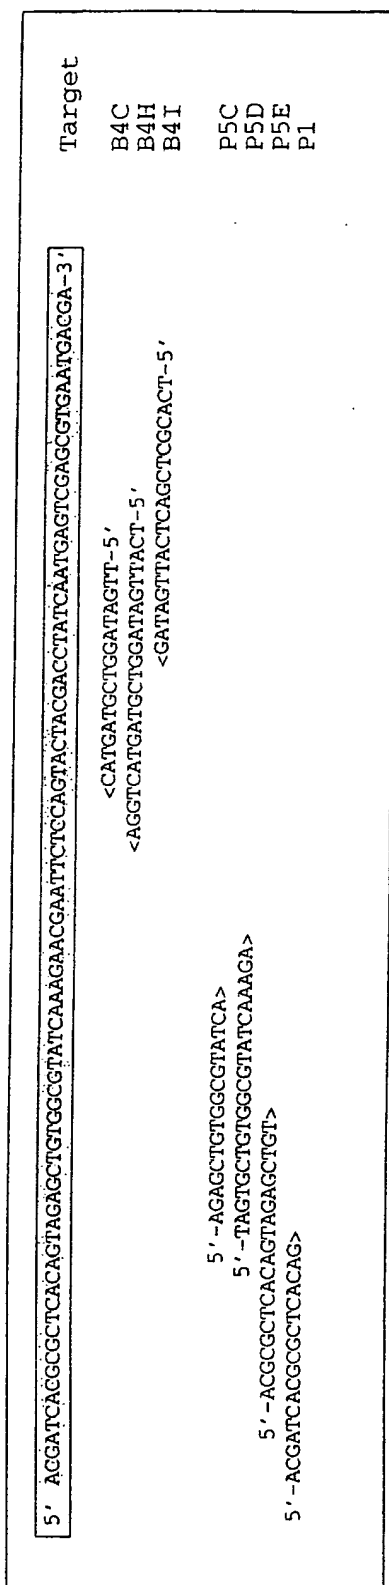 5' ACGATCACGCGCTCACAGTAGAGCTGTGGCGTATCAAAGAACGAATTCTCCAGTACTACGACCTATCAATGAGTCGAGCGTGAATGACGA-3' Target
<CATGATGCTGGATAGTT-5' B4C
<AGGTCATGATGCTGGATAGTTACT-5' B4H
<GATAGTTACTCAGCTCGCACT-5' B4I
5'-AGAGCTGTGGCGTATCA> P5C
5'-TAGTGCTGTGGCGTATCAAAGA> P5D
5'-ACGCGCTCACAGTAGAGCTGT> P5E
5'-ACGATCACGCGCTCACAG> P1